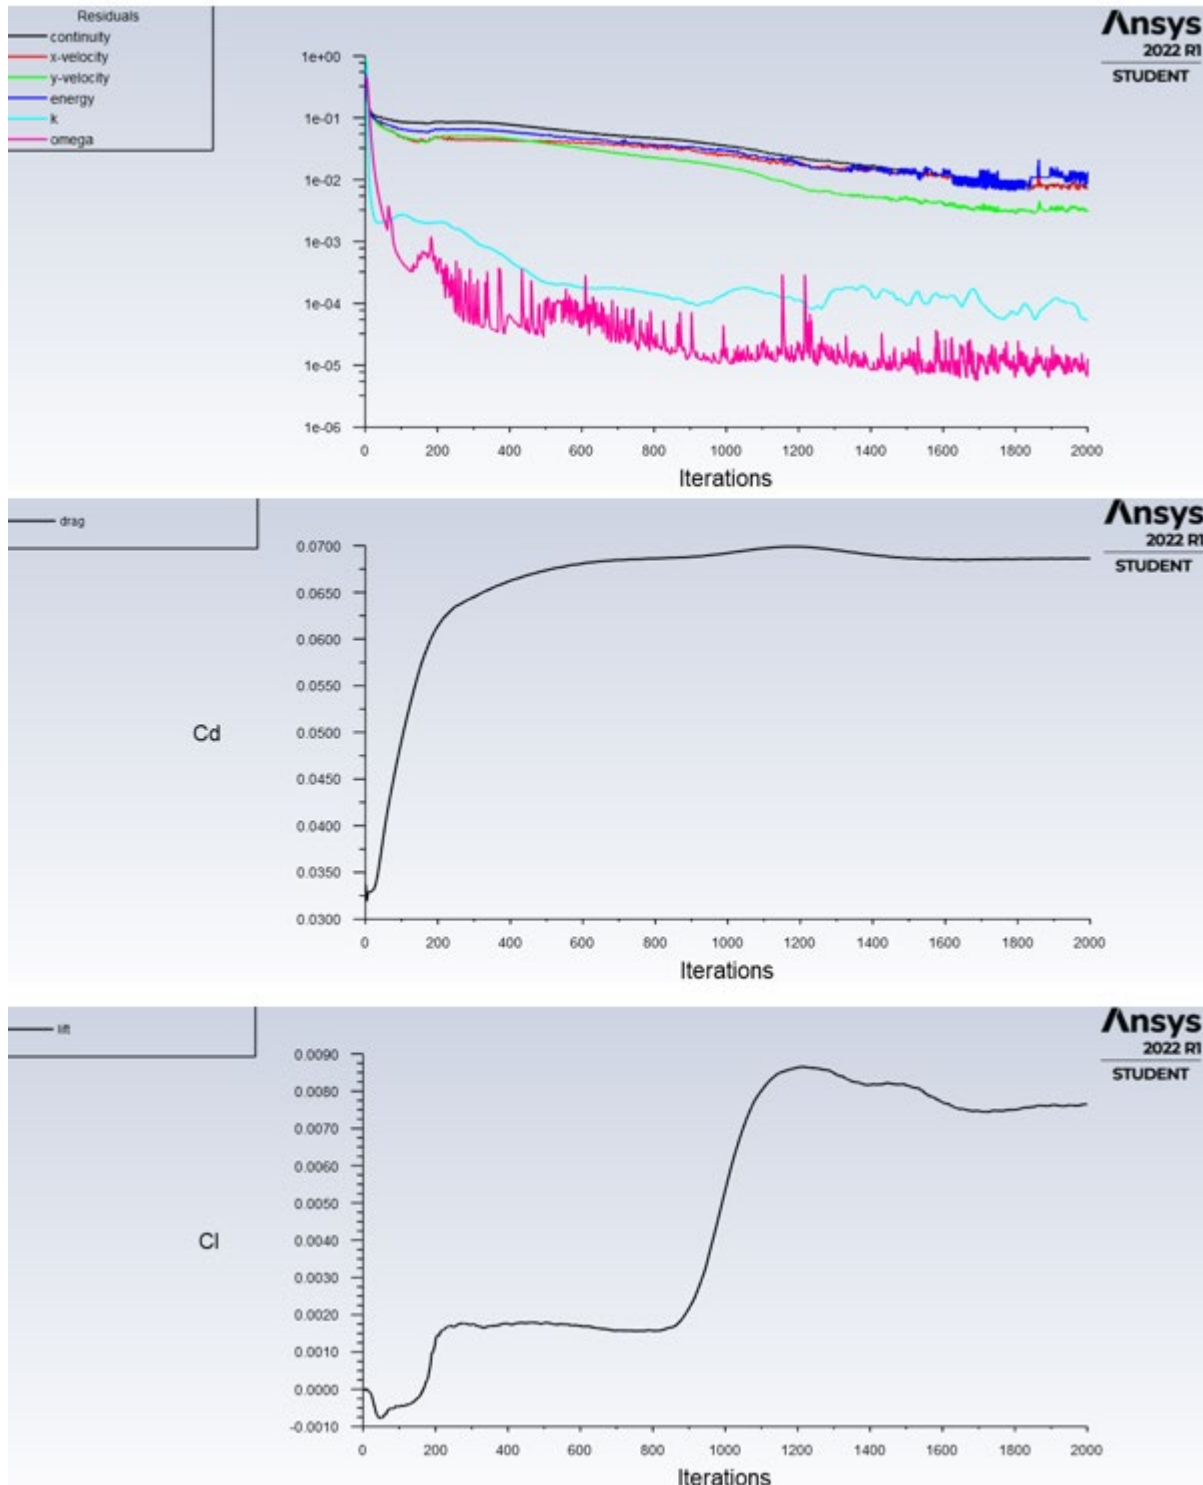 Residuals
continuity
x-velocity
y-velocity
energy
k
omega
Ansys
2022 R1
STUDENT
1e+00
1e-01
1e-02
1e-03
1e-04
1e-05
1e-06
0 200 400 600 800 1000 1200 1400 1600 1800 2000
Iterations
drag
Ansys
2022 R1
STUDENT
0.0700
0.0650
0.0600
0.0550
0.0500
0.0450
0.0400
0.0350
0.0300
Cd
0 200 400 600 800 1000 1200 1400 1600 1800 2000
Iterations
lift
Ansys
2022 R1
STUDENT
0.0090
0.0080
0.0070
0.0060
0.0050
0.0040
0.0030
0.0020
0.0010
0.0000
-0.0010
Cl
0 200 400 600 800 1000 1200 1400 1600 1800 2000
Iterations